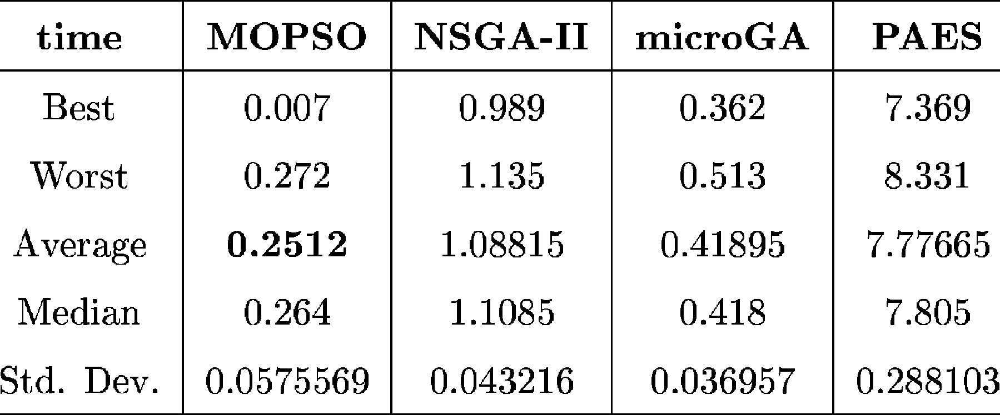 time MOPSO NSGA-II microGA PAES
Best 0.007 0.989 0.362 7.369
Worst 0.272 1.135 0.513 8.331
Average 0.2512 1.08815 0.41895 7.77665
Median 0.264 1.1085 0.418 7.805
Std. Dev. 0.0575569 0.043216 0.036957 0.288103